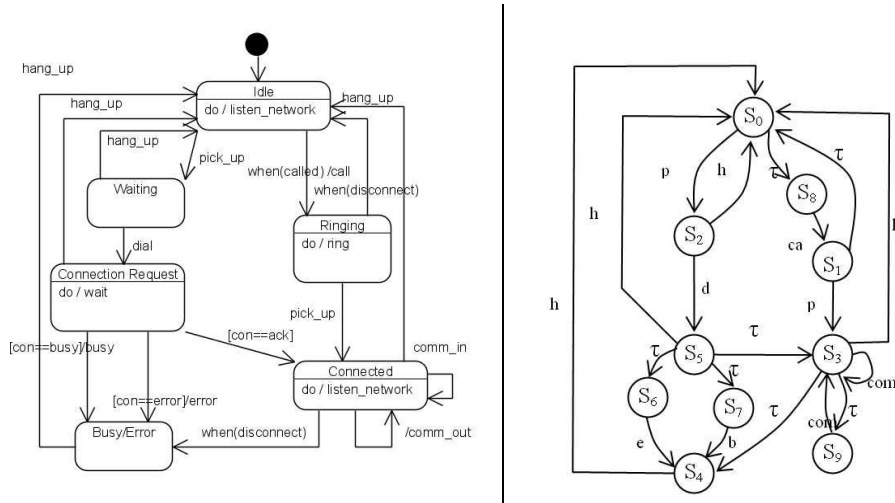 hang_up
Idle
do / listen_network
hang_up
hang_up
hang_up
pick_up
when(called) /call
when(disconnect)
Waiting
Ringing
do / ring
dial
Connection Request
do / wait
pick_up
[con==ack]
[con==busy]/busy
comm_in
Connected
do / listen_network
[con==error]/error
Busy/Error
when(disconnect)
/comm_out
S0
τ
τ
p
h
S8
h
S2
ca
S1
h
d
p
τ
S5
S3
τ
τ
com
S6
S7
τ
com
τ
e
b
S9
S4